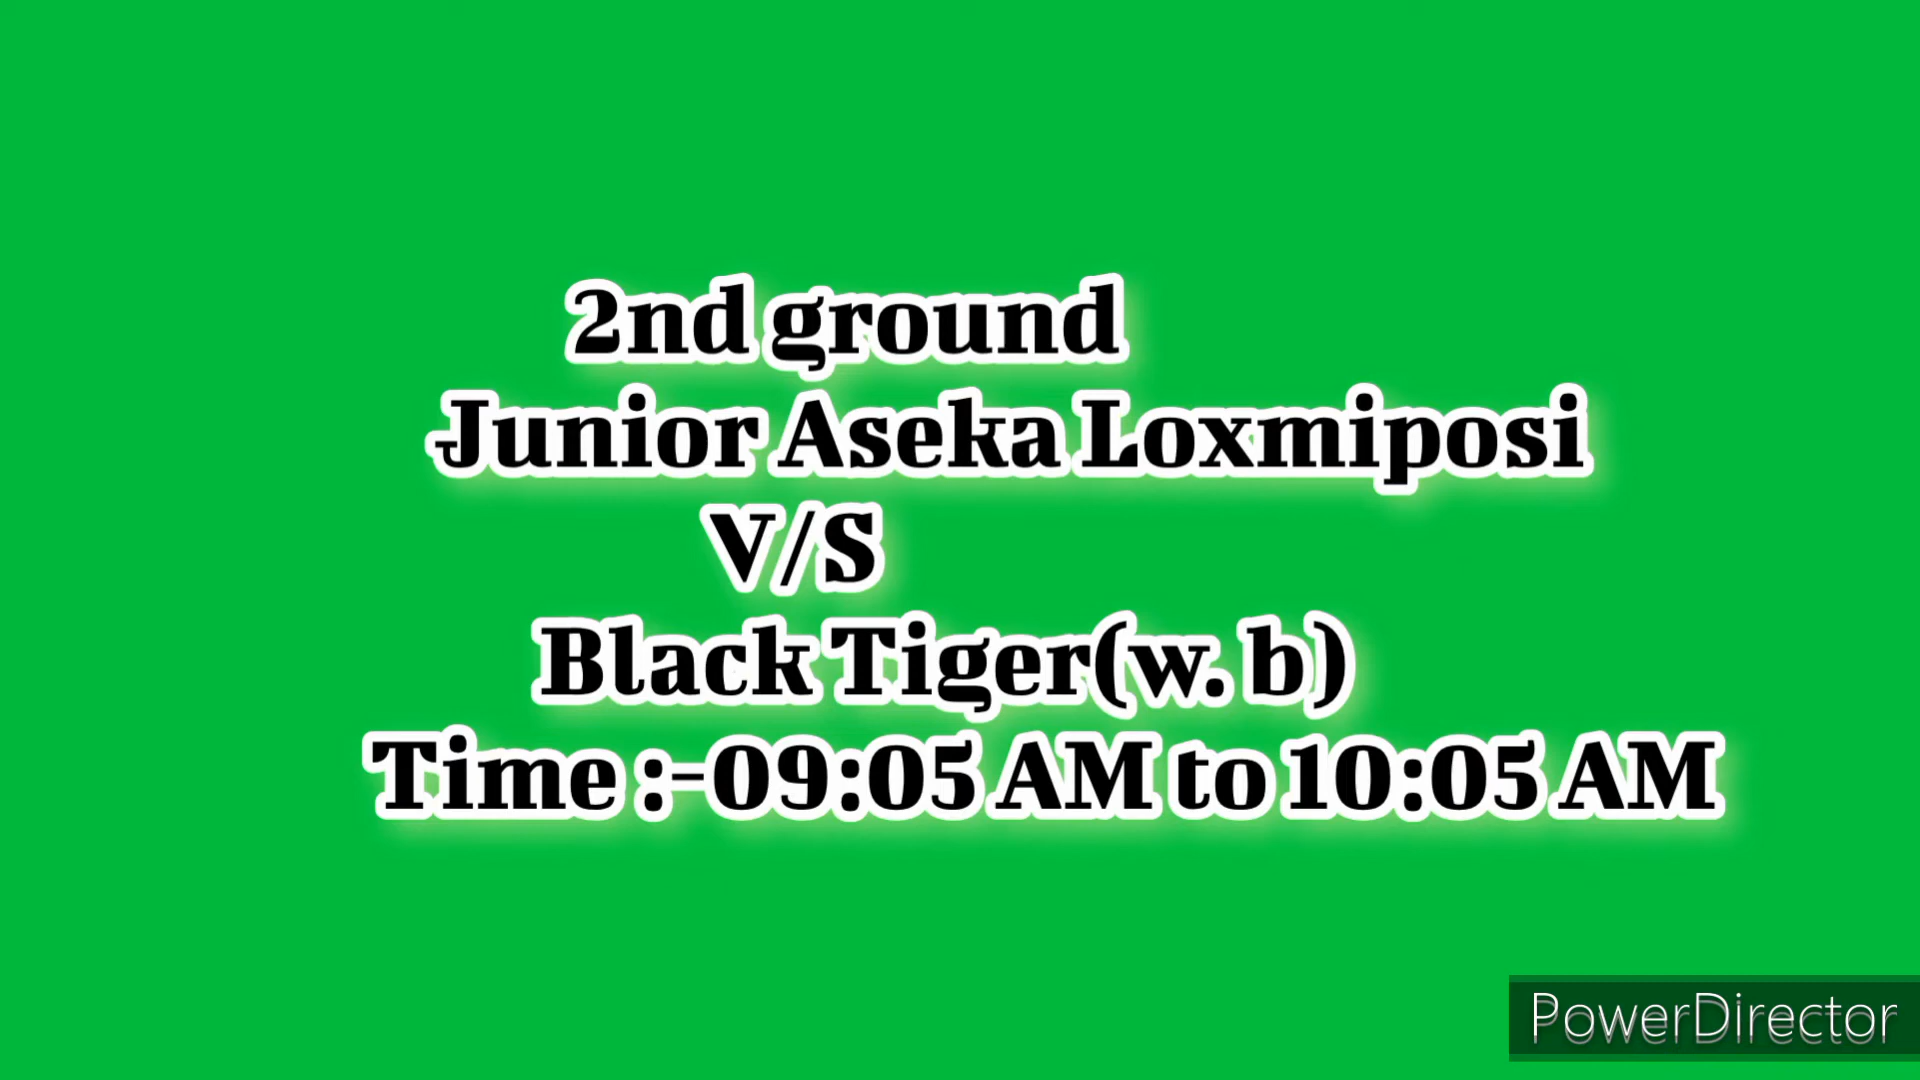 2nd ground
Junior Aseka Loxmiposi
V/S
Black Tiger(w. b)
Time :-09:05 AM to 10:05 AM
PowerDirector